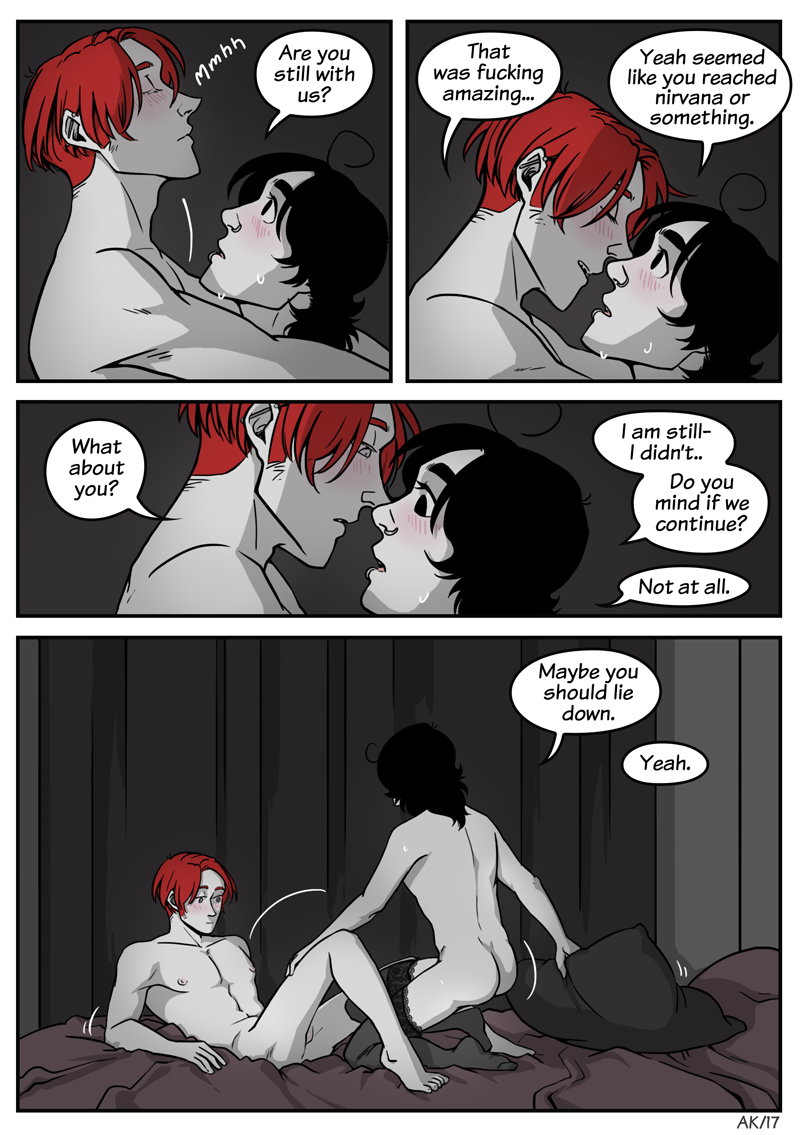 Mmhh
Are you
still with
us?
That
was fucking
amazing...
Yeah seemed
like you reached
nirvana or
something.
What
about
you?
I am still-
I didn't..
Do you
mind if we
continue?
Not at all.
Maybe you
should lie
down.
Yeah.
AK/17